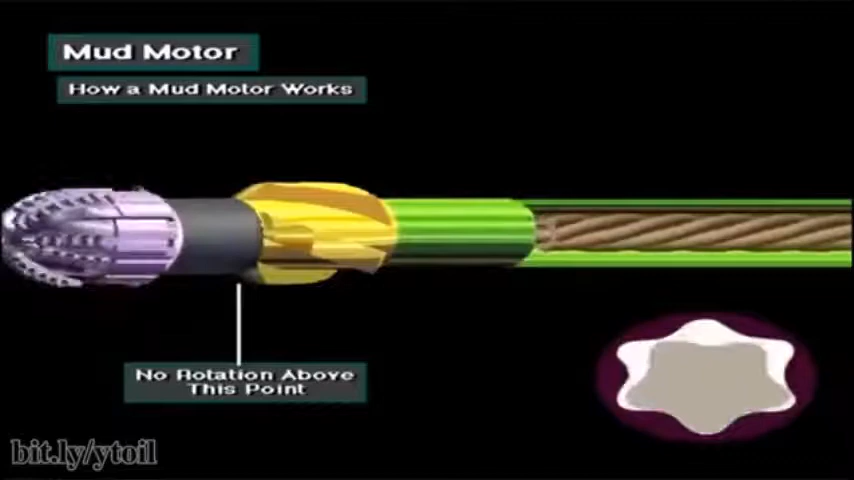 Mud Motor
How a Mud Motor Works
No Rotation Above
This Point
bit.ly/ytoil